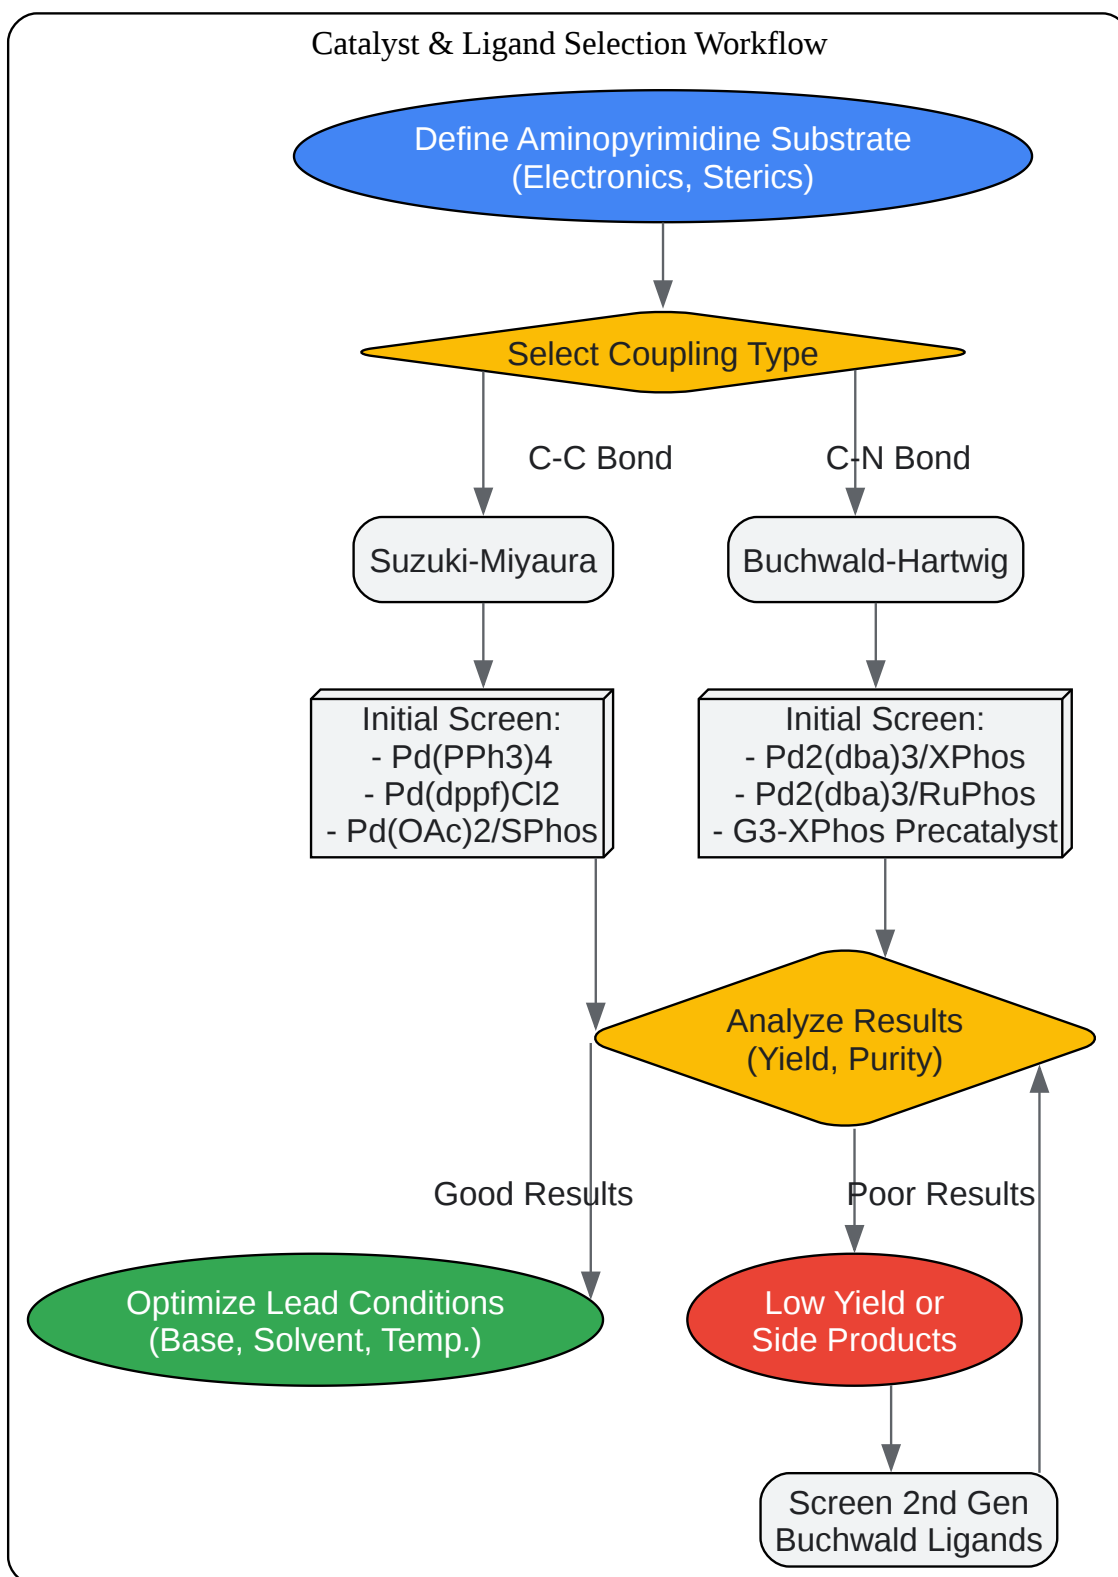 Catalyst & Ligand Selection Workflow
Define Aminopyrimidine Substrate
(Electronics, Sterics)
Select Coupling Type
C-C Bond
C-N Bond
Suzuki-Miyaura
Buchwald-Hartwig
Initial Screen:
- Pd(PPh3)4
- Pd(dppf)Cl2
- Pd(OAc)2/SPhos
Initial Screen:
- Pd2(dba)3/XPhos
- Pd2(dba)3/RuPhos
- G3-XPhos Precatalyst
Analyze Results
(Yield, Purity)
Good Results
Poor Results
Optimize Lead Conditions
(Base, Solvent, Temp.)
Low Yield or
Side Products
Screen 2nd Gen
Buchwald Ligands